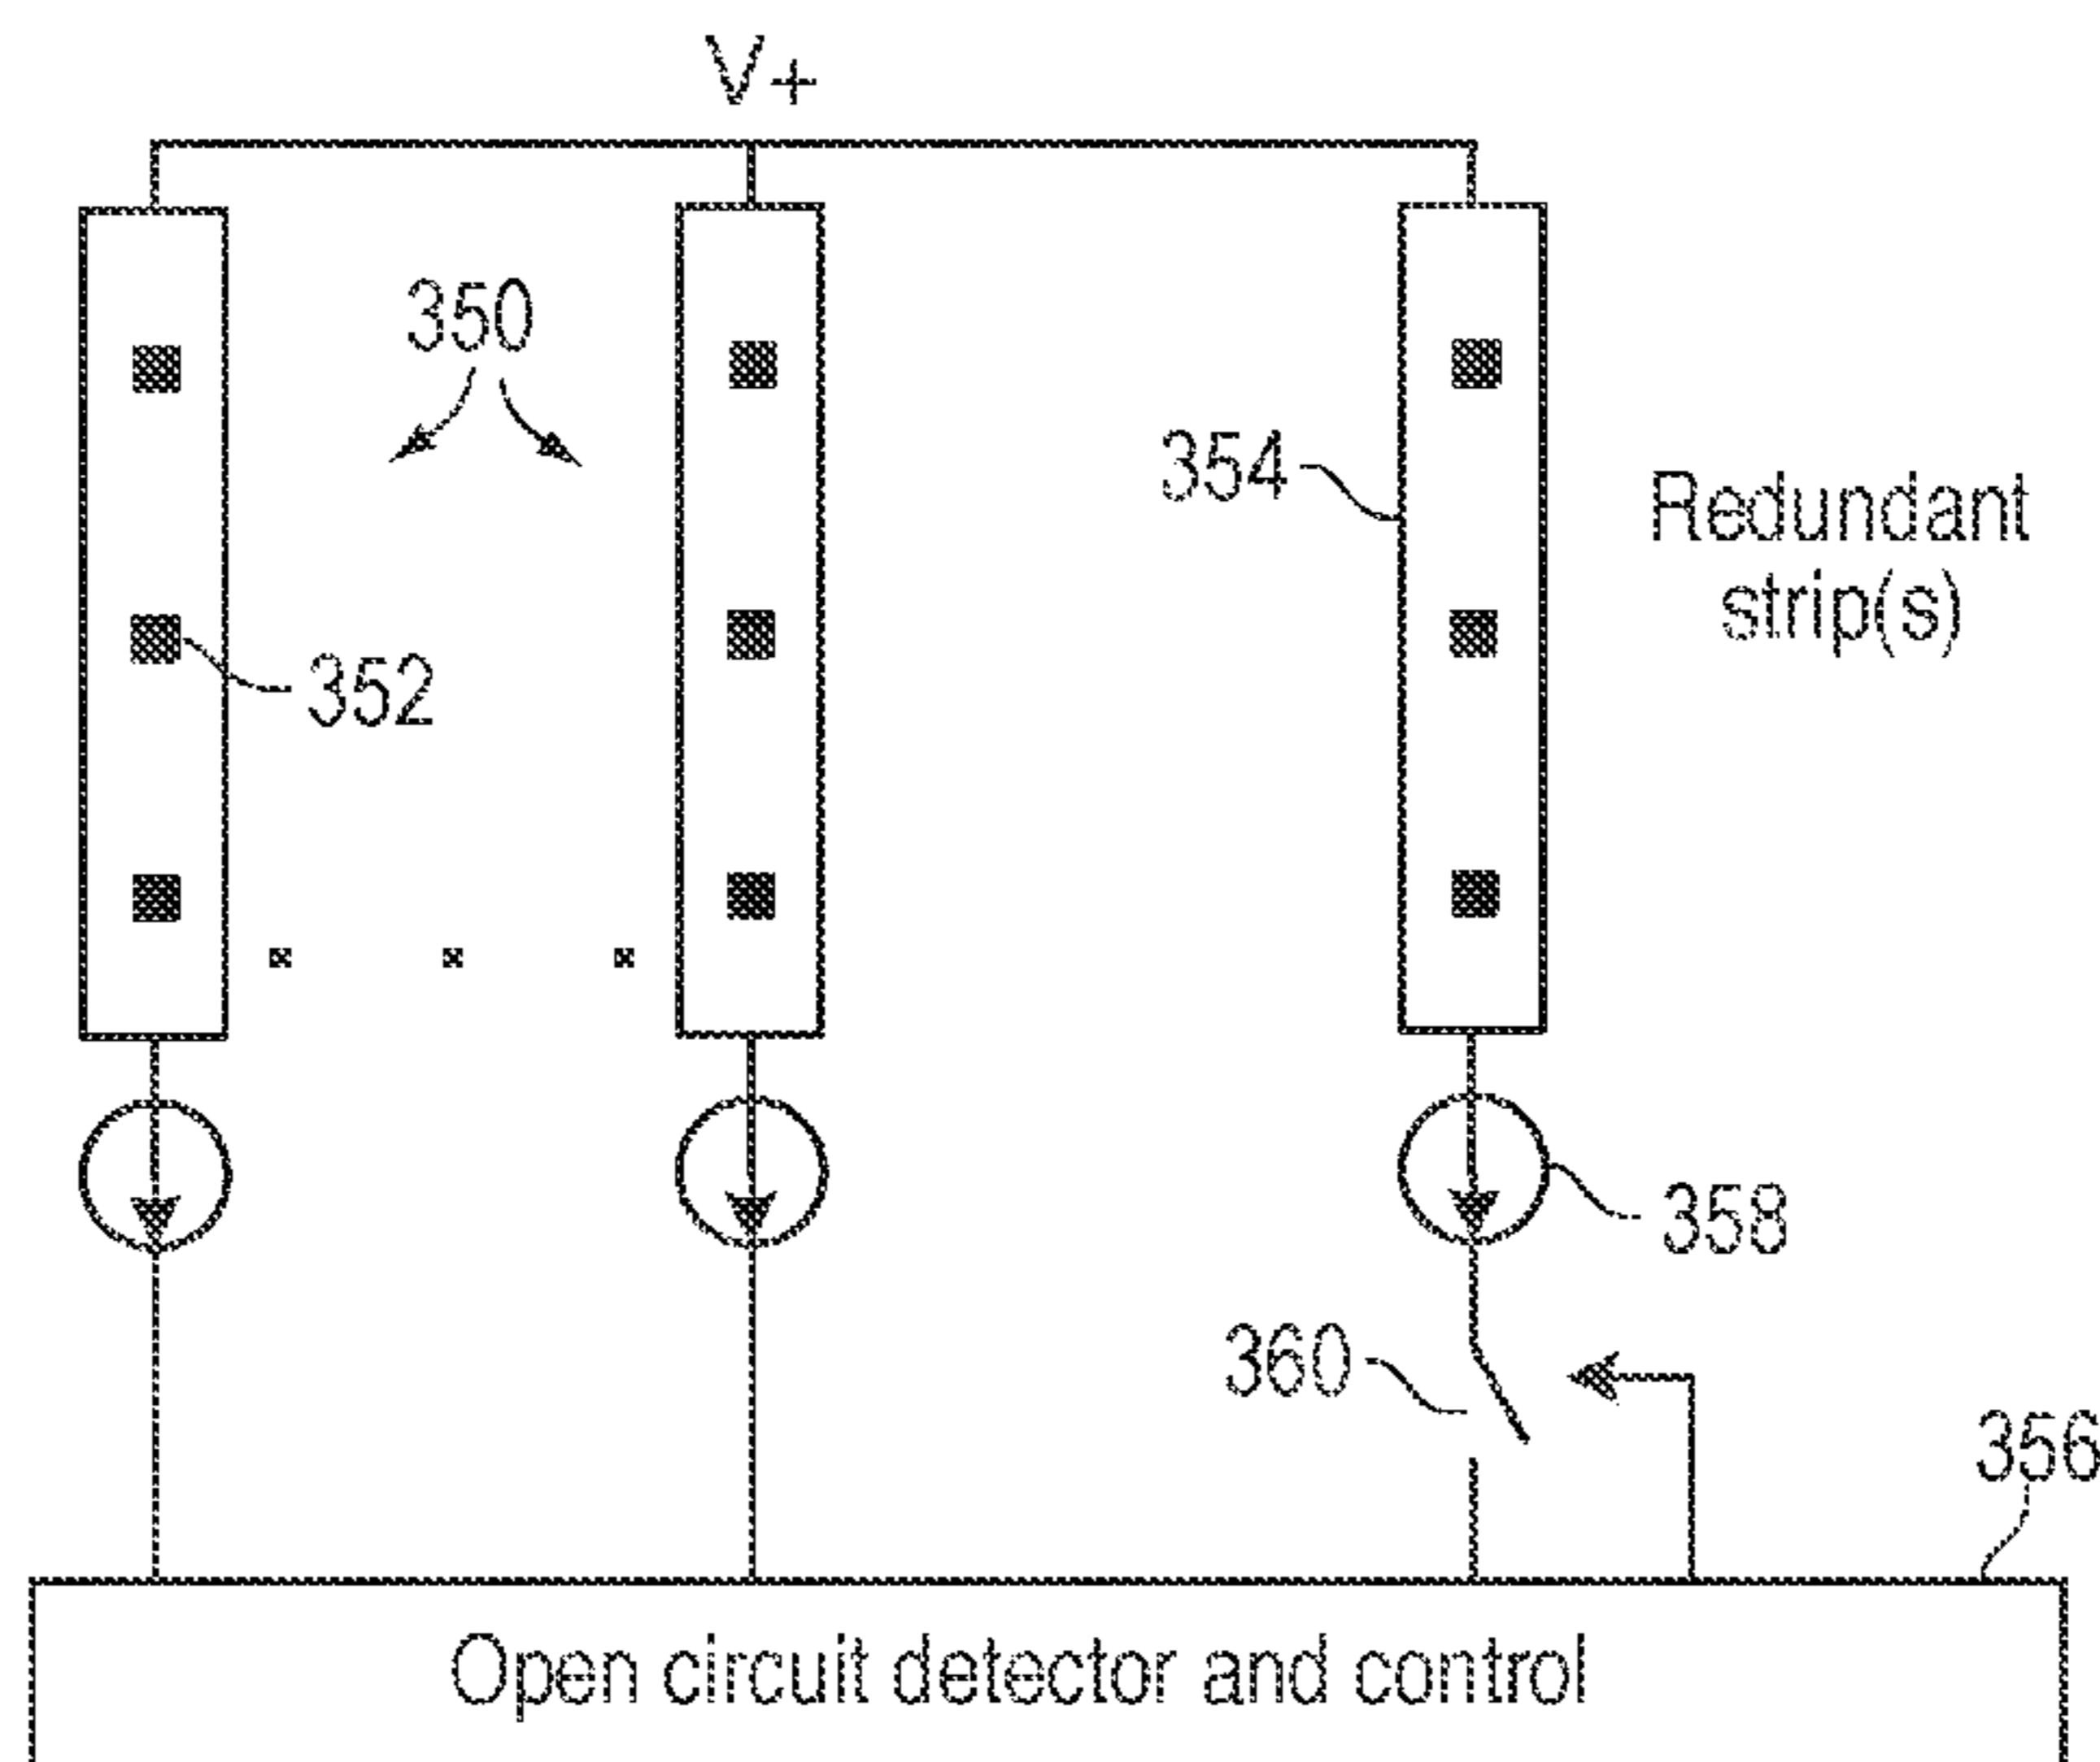 V+
350
354
Redundant
strip(s)
352
358
360
356
Open circuit detector and control